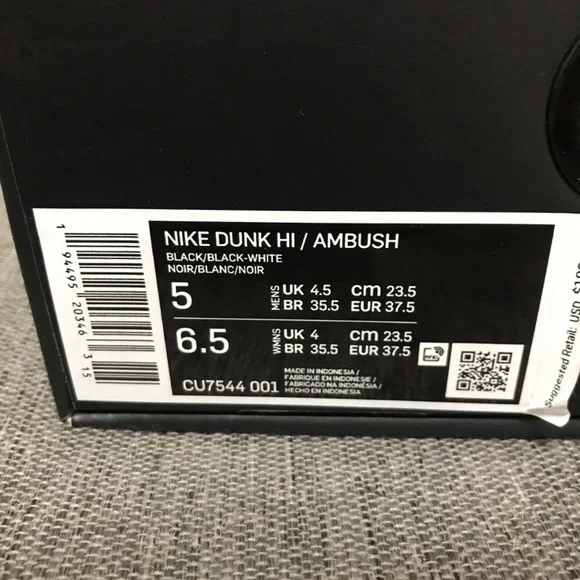 NIKE DUNK HI / AMBUSH
BLACK/BLACK-WHITE
NOIR/BLANC/NOIR
5 MENS UK 4.5 cm 23.5
BR 35.5 EUR 37.5
6.5 WMNS UK 4 cm 23.5
BR 35.5 EUR 37.5
CU7544 001
MADE IN INDONESIA /
FABRIQUE EN INDONESIE /
FABRICADO NA INDONÉSIA /
HECHO EN INDONESIA
1 94495 20346 3 15
Suggested Retail: USD